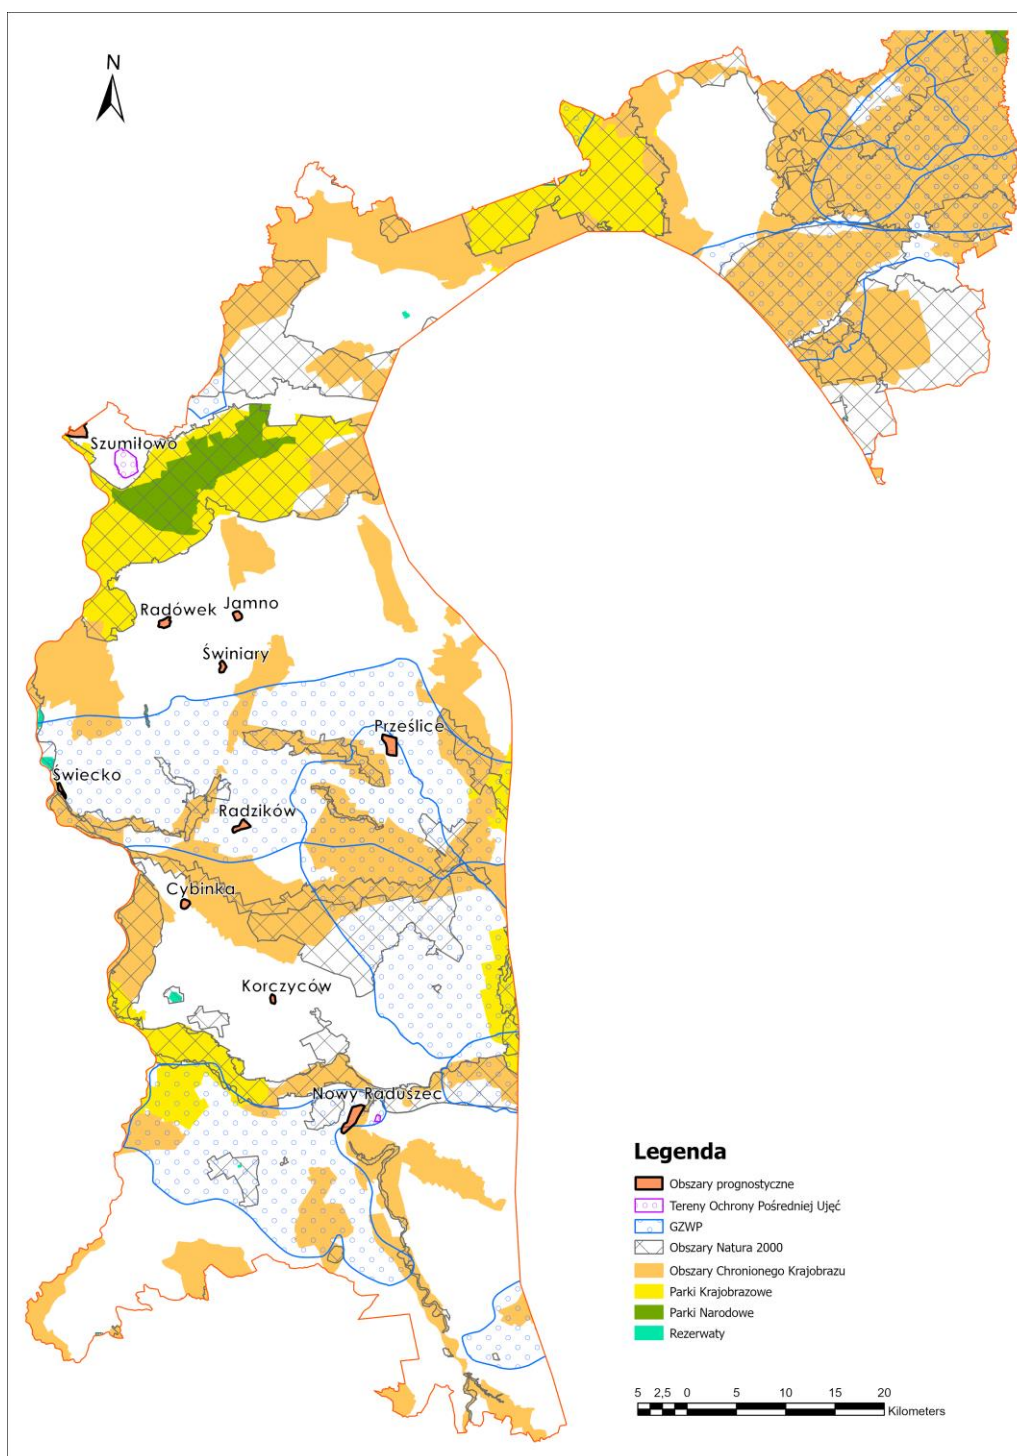 N
Szumiłowo
Radówek
Jamno
Świniary
Prześlice
Świecko
Radzików
Cybinka
Korczyców
Nowy Raduszec
Legenda
Obszary prognostyczne
Tereny Ochrony Pośredniej Ujęć
GZWP
Obszary Natura 2000
Obszary Chronionego Krajobrazu
Parki Krajobrazowe
Parki Narodowe
Rezerwaty
5 2,5 0 5 10 15 20
Kilometers